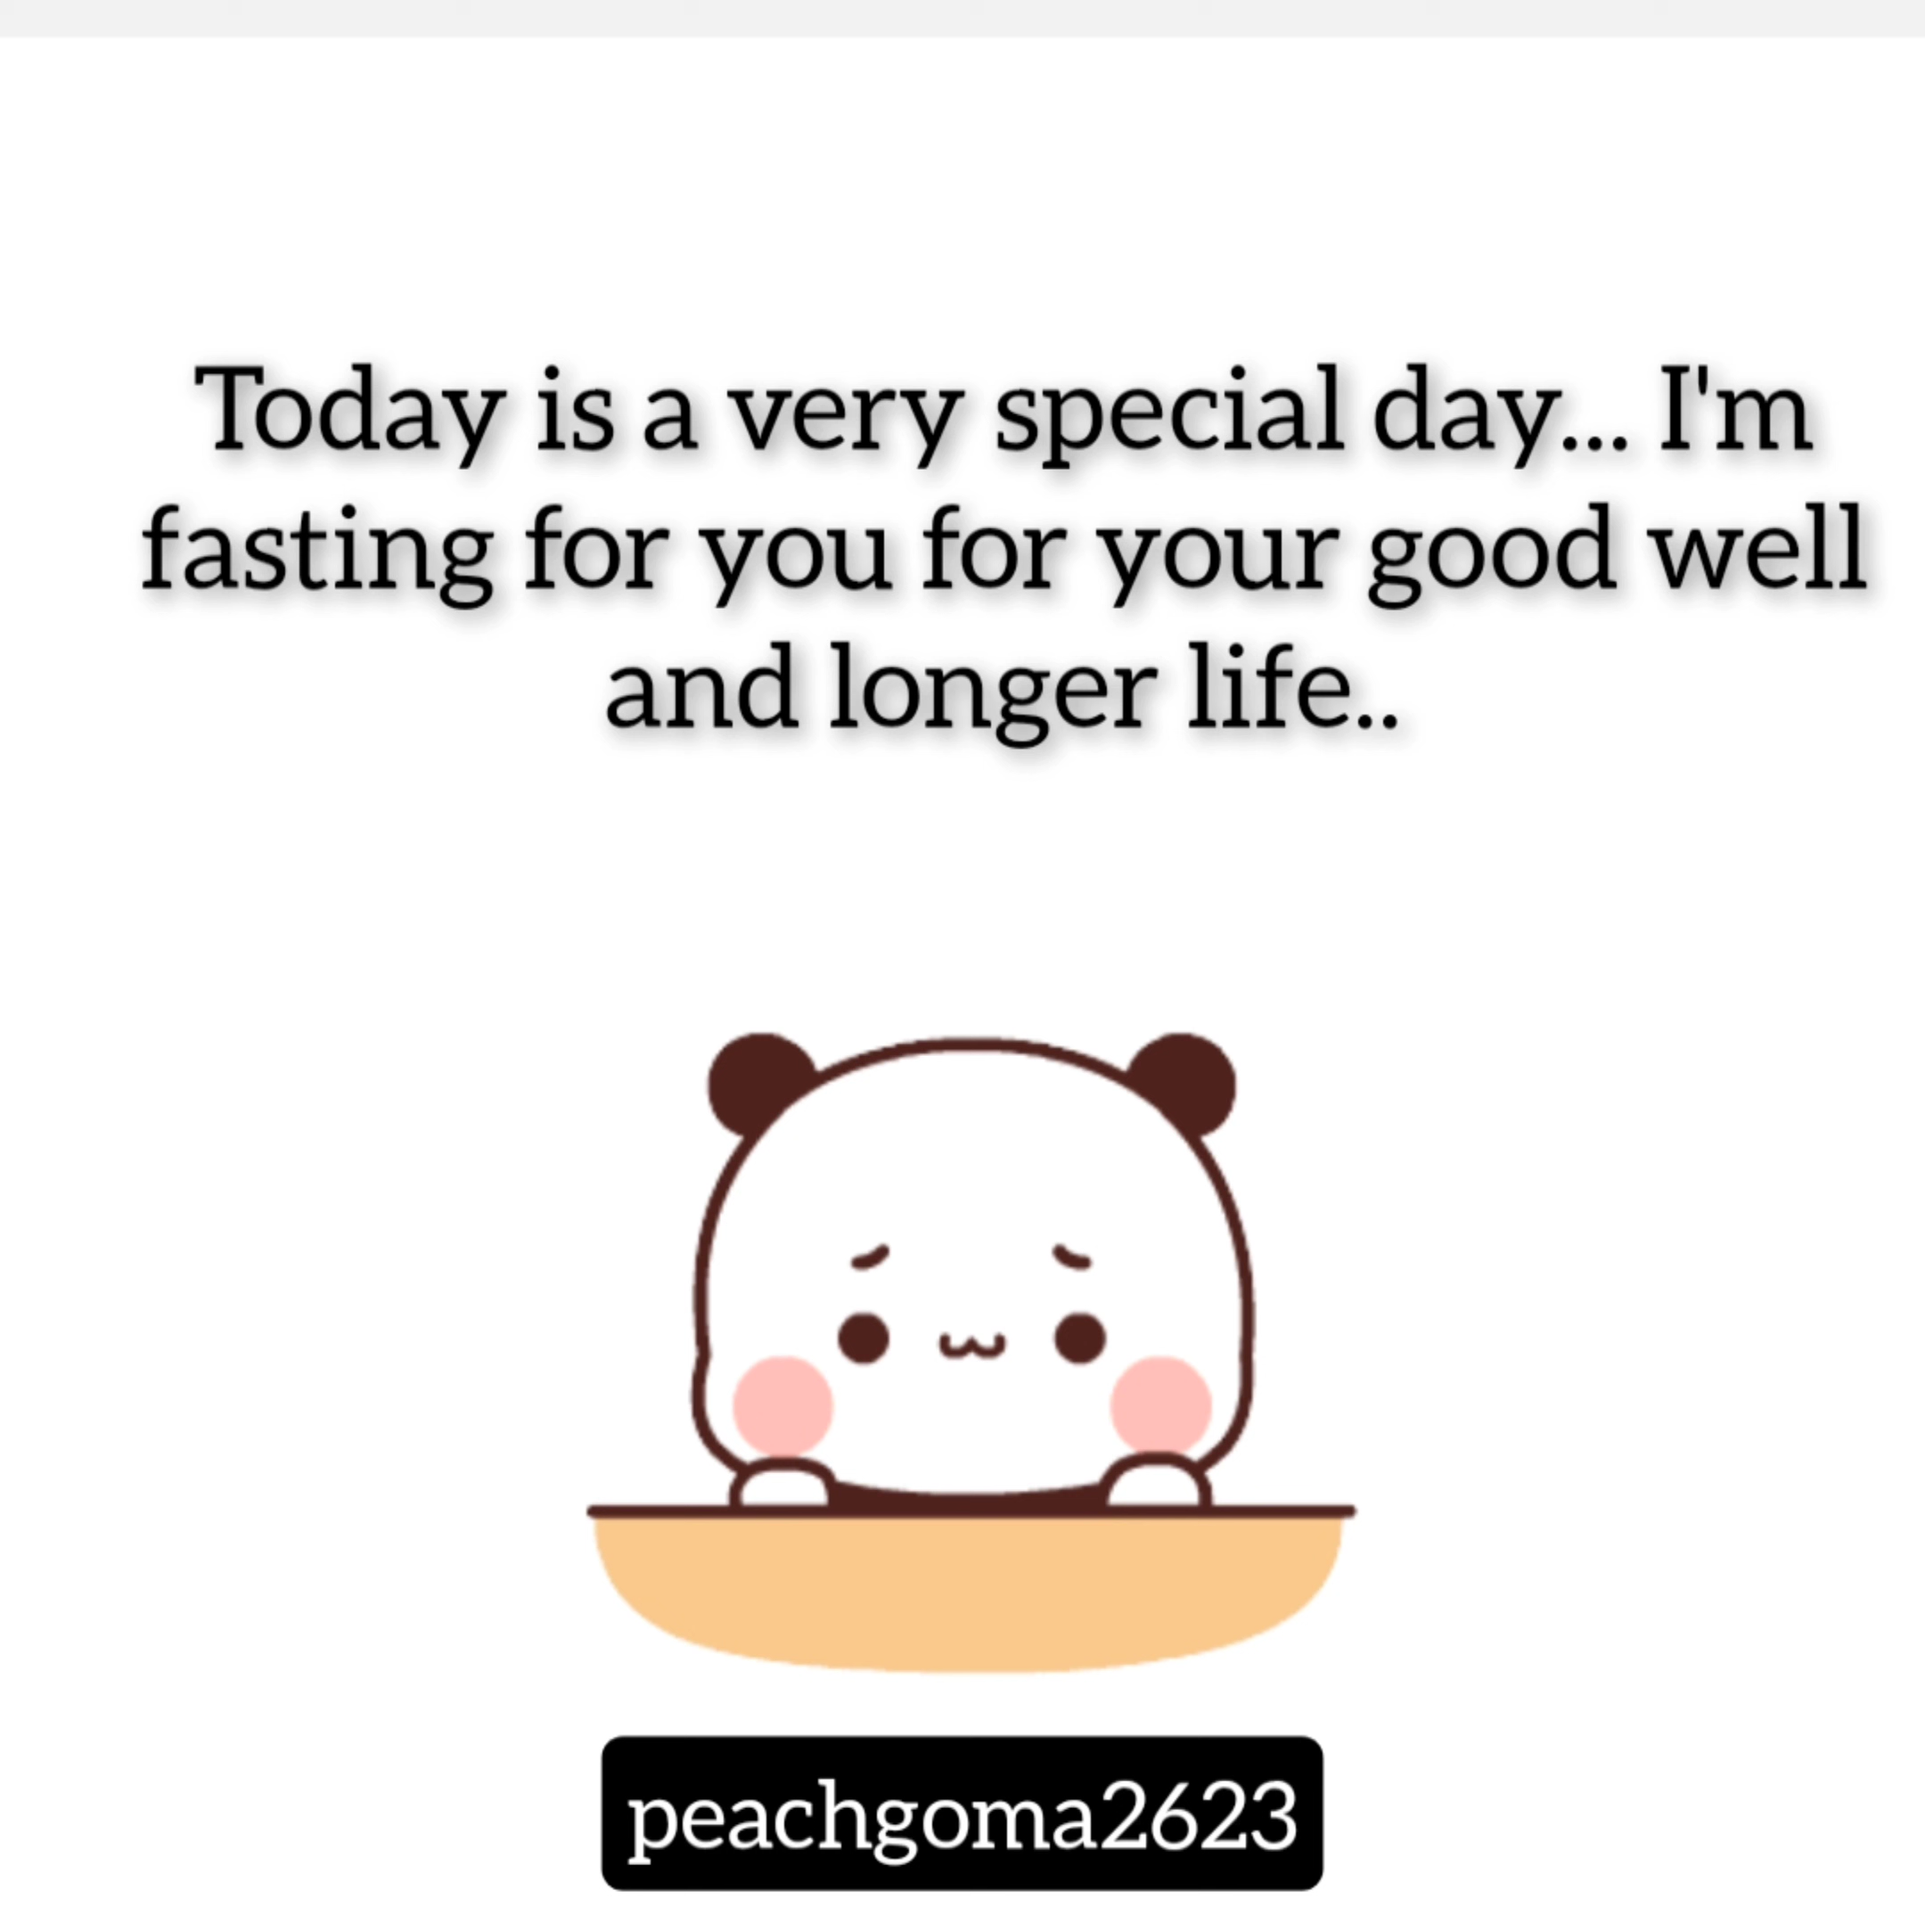 Today is a very special day... I'm
fasting for you for your good well
and longer life..
peachgoma2623